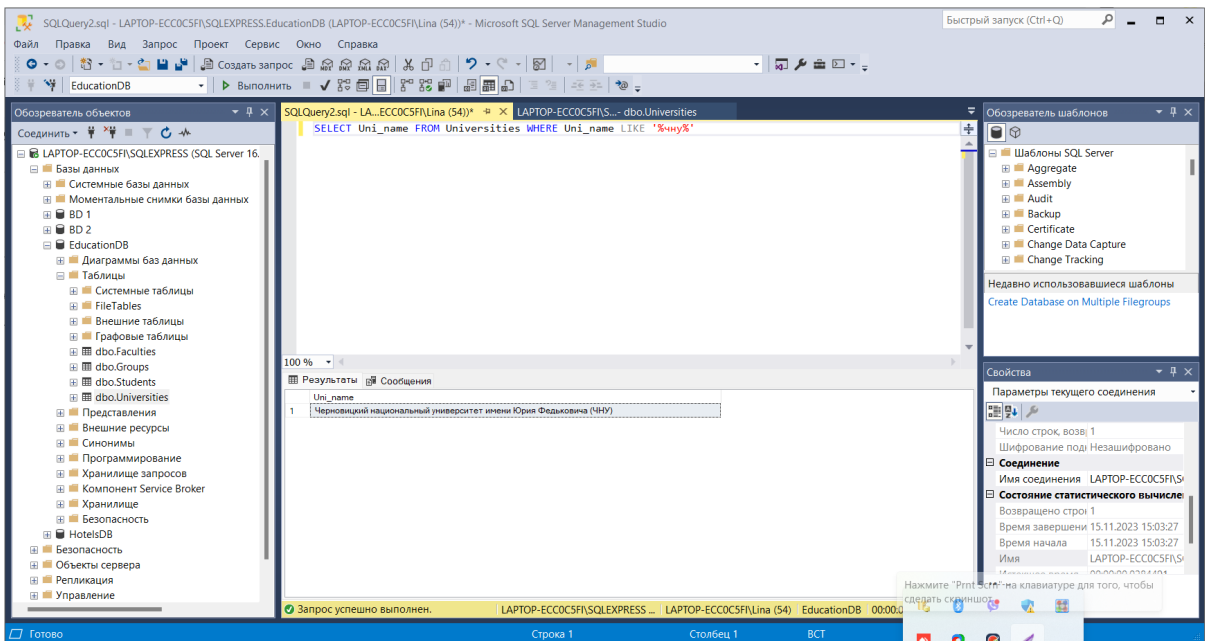 SQLQuery2.sql - LAPTOP-ECC0C5FI\SQLEXPRESS.EducationDB (LAPTOP-ECC0C5FI\Lina (54))* - Microsoft SQL Server Management Studio
Быстрый запуск (Ctrl+Q)
Файл Правка Вид Запрос Проект Сервис Окно Справка
Создать запрос
EducationDB
Выполнить
Обозреватель объектов
Соединить
LAPTOP-ECC0C5FI\SQLEXPRESS (SQL Server 16.
Базы данных
Системные базы данных
Моментальные снимки базы данных
BD 1
BD 2
EducationDB
Диаграммы баз данных
Таблицы
Системные таблицы
FileTables
Внешние таблицы
Графовые таблицы
dbo.Faculties
dbo.Groups
dbo.Students
dbo.Universities
Представления
Внешние ресурсы
Синонимы
Программирование
Хранилище запросов
Компонент Service Broker
Хранилище
Безопасность
HotelsDB
Безопасность
Объекты сервера
Репликация
Управление
SQLQuery2.sql - LA...ECC0C5FI\Lina (54))*
LAPTOP-ECC0C5FI\S...- dbo.Universities
SELECT Uni_name FROM Universities WHERE Uni_name LIKE '%чну%'
100 %
Результаты Сообщения
Uni_name
1 Черновицкий национальный университет имени Юрия Федьковича (ЧНУ)
Запрос успешно выполнен.
LAPTOP-ECC0C5FI\SQLEXPRESS ...
LAPTOP-ECC0C5FI\Lina (54)
EducationDB
00:00:
Обозреватель шаблонов
Шаблоны SQL Server
Aggregate
Assembly
Audit
Backup
Certificate
Change Data Capture
Change Tracking
Недавно использовавшиеся шаблоны
Create Database on Multiple Filegroups
Свойства
Параметры текущего соединения
Число строк, возв 1
Шифрование под Незашифровано
Соединение
Имя соединения LAPTOP-ECC0C5FI\S
Состояние статистического вычисле
Возвращено строк 1
Время завершени 15.11.2023 15:03:27
Время начала 15.11.2023 15:03:27
Имя LAPTOP-ECC0C5FI\S
Нажмите "Prnt Scrn" на клавиатуре для того, чтобы
сделать скриншот.
Готово
Строка 1
Столбец 1
ВСТ